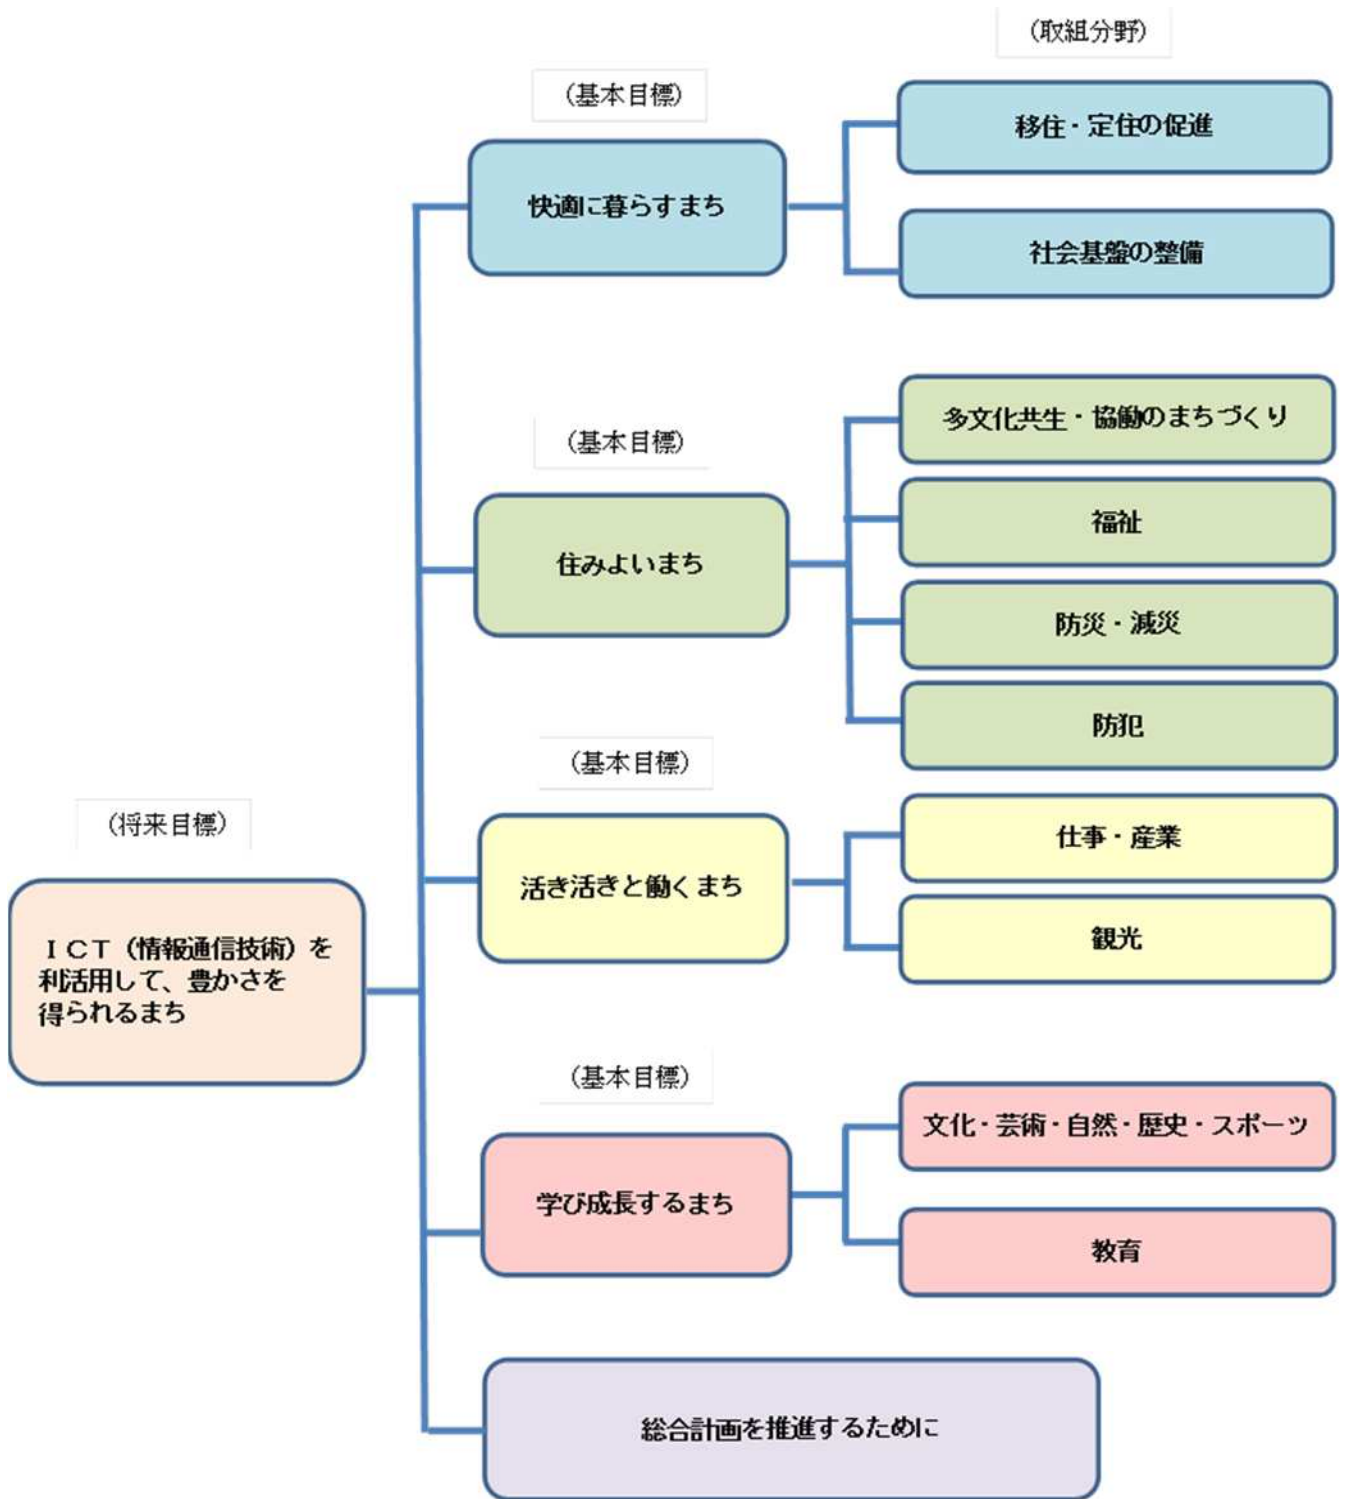 （取組分野）
（基本目標）
移住・定住の促進
快適に暮らすまち
社会基盤の整備
（基本目標）
多文化共生・協働のまちづくり
福祉
住みよいまち
防災・減災
防犯
（基本目標）
仕事・産業
活き活きと働くまち
観光
（将来目標）
ＩＣＴ（情報通信技術）を
利活用して、豊かさを
得られるまち
（基本目標）
文化・芸術・自然・歴史・スポーツ
学び成長するまち
教育
総合計画を推進するために